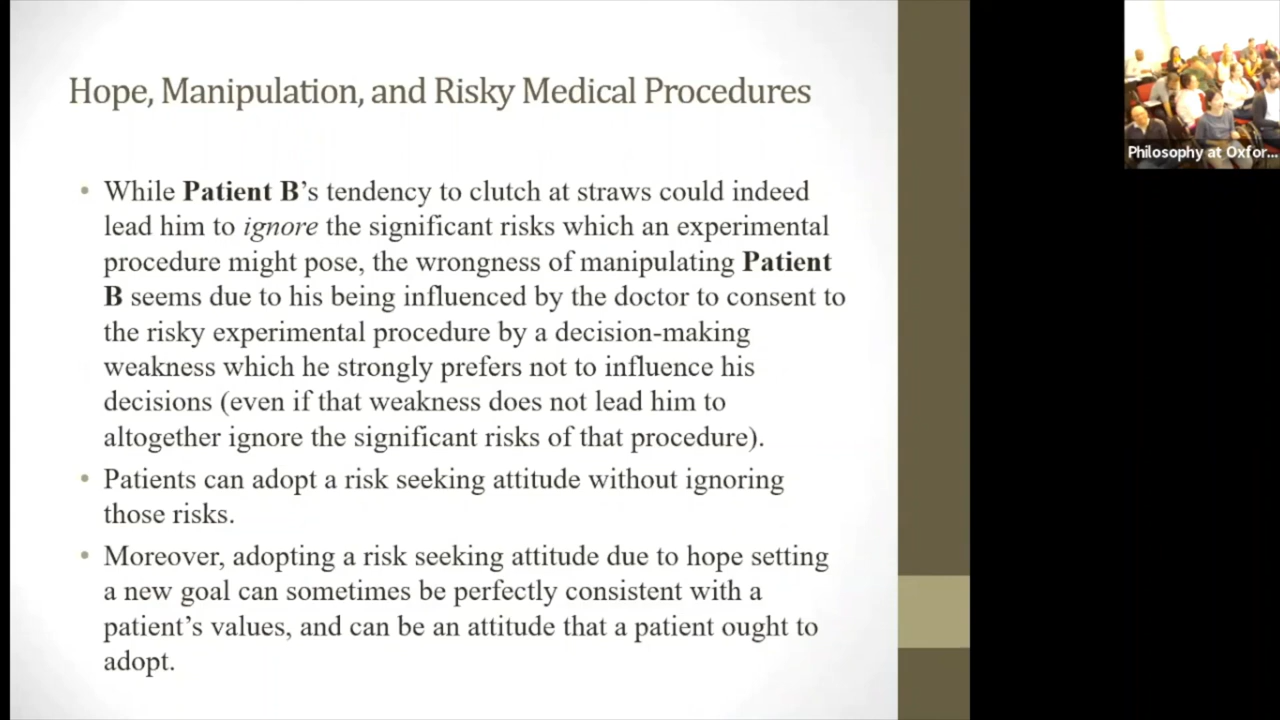 Hope, Manipulation, and Risky Medical Procedures
• While Patient B's tendency to clutch at straws could indeed
lead him to ignore the significant risks which an experimental
procedure might pose, the wrongness of manipulating Patient
B seems due to his being influenced by the doctor to consent to
the risky experimental procedure by a decision-making
weakness which he strongly prefers not to influence his
decisions (even if that weakness does not lead him to
altogether ignore the significant risks of that procedure).
• Patients can adopt a risk seeking attitude without ignoring
those risks.
• Moreover, adopting a risk seeking attitude due to hope setting
a new goal can sometimes be perfectly consistent with a
patient's values, and can be an attitude that a patient ought to
adopt.
Philosophy at Oxfor...